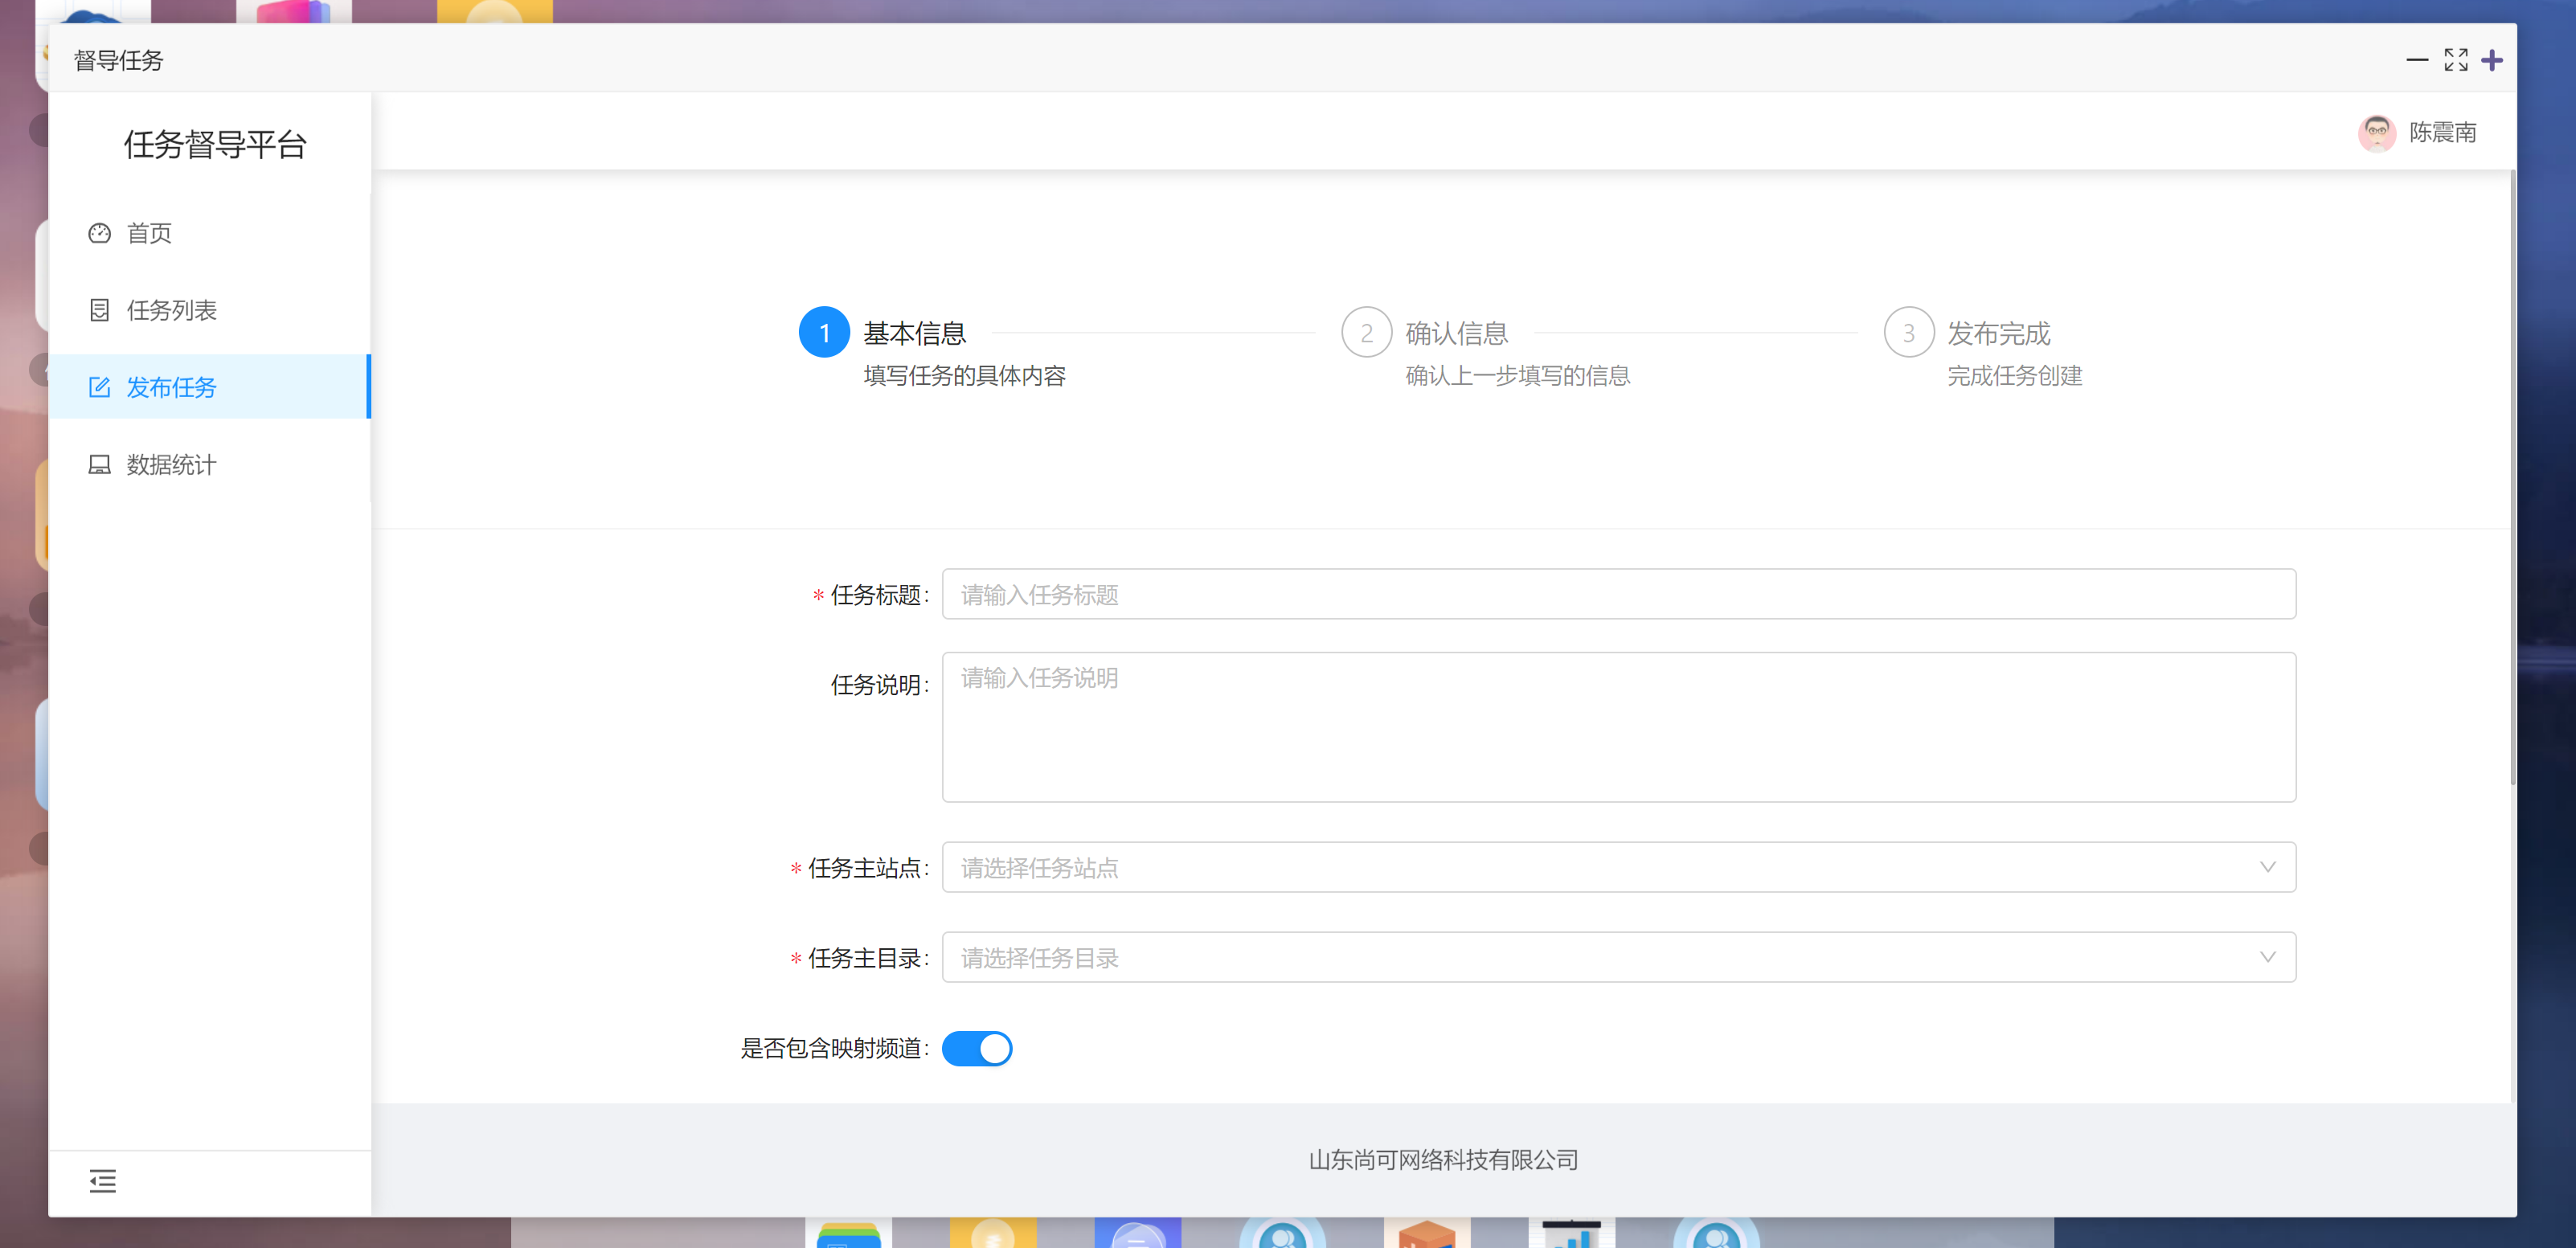 督导任务
任务督导平台
陈震南
首页
任务列表
发布任务
数据统计
1 基本信息
填写任务的具体内容
2 确认信息
确认上一步填写的信息
3 发布完成
完成任务创建
* 任务标题: 请输入任务标题
任务说明: 请输入任务说明
* 任务主站点: 请选择任务站点
* 任务主目录: 请选择任务目录
是否包含映射频道:
山东尚可网络科技有限公司